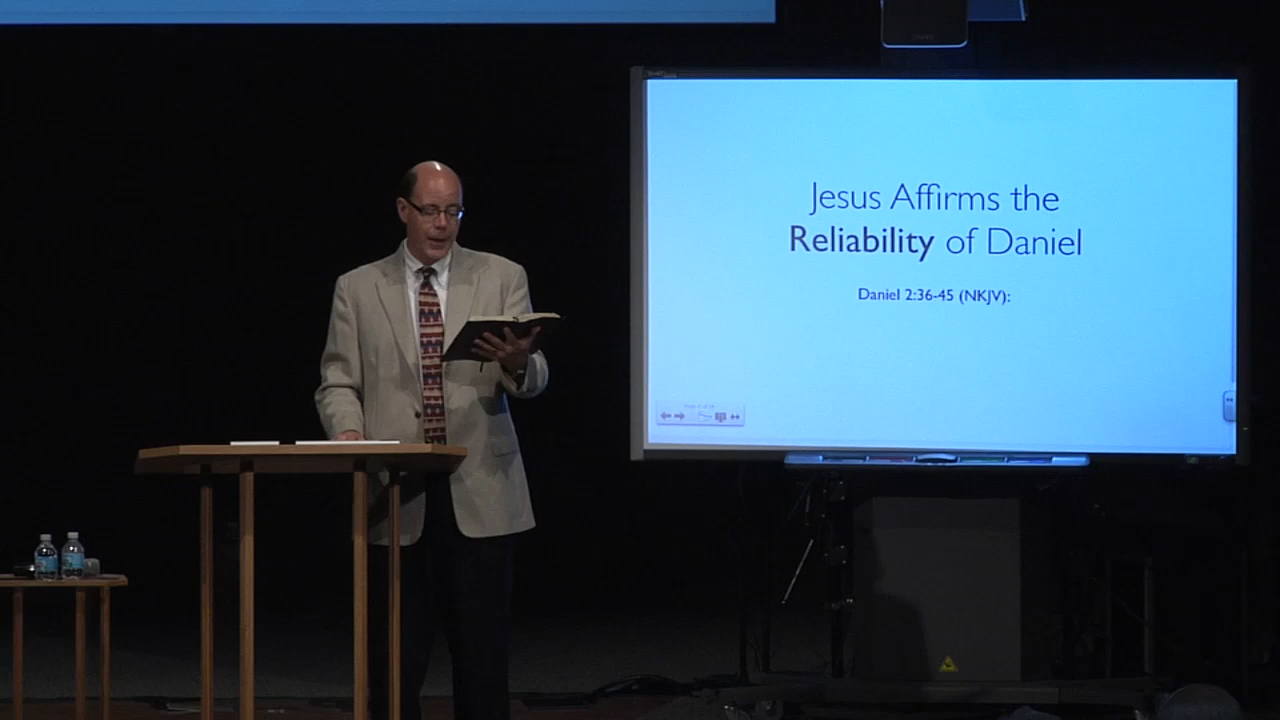 Jesus Affirms the
Reliability of Daniel
Daniel 2:36-45 (NKJV):